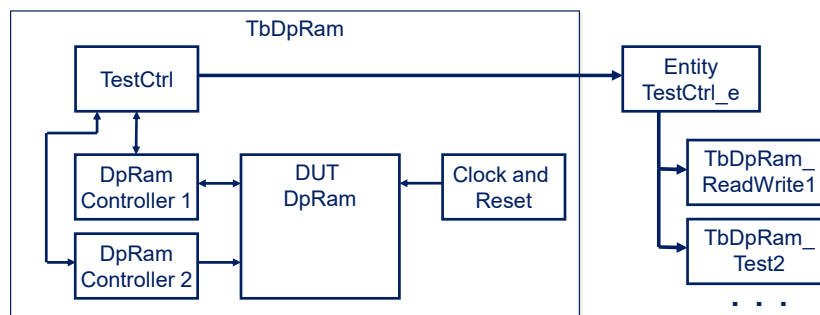 TbDpRam
TestCtrl
Entity
TestCtrl_e
DpRam
Controller 1
DUT
DpRam
Clock and
Reset
TbDpRam_
ReadWrite1
DpRam
Controller 2
TbDpRam_
Test2
. . .